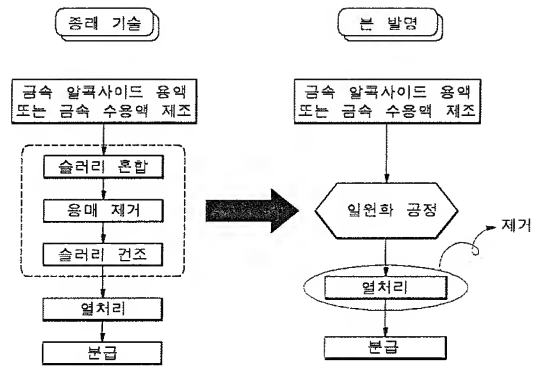 종래 기술
본 발명
금속 알콕사이드 용액
또는 금속 수용액 제조
금속 알콕사이드 용액
또는 금속 수용액 제조
슬러리 혼합
용매 제거
슬러리 건조
일원화 공정
제거
열처리
열처리
분급
분급